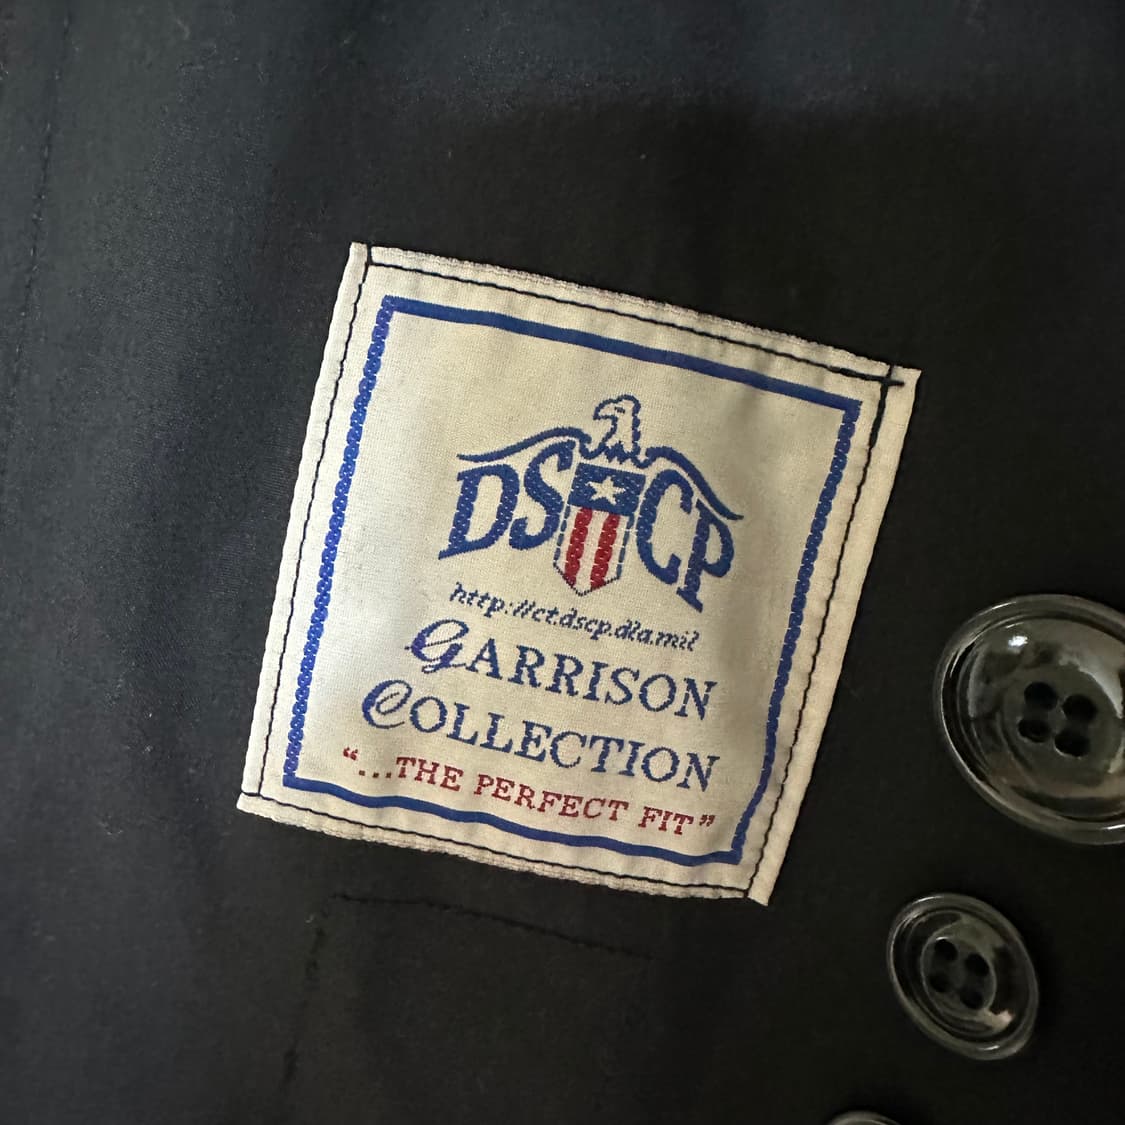 DSCP
http://ct.dscp.dla.mil
GARRISON
COLLECTION
“...THE PERFECT FIT”